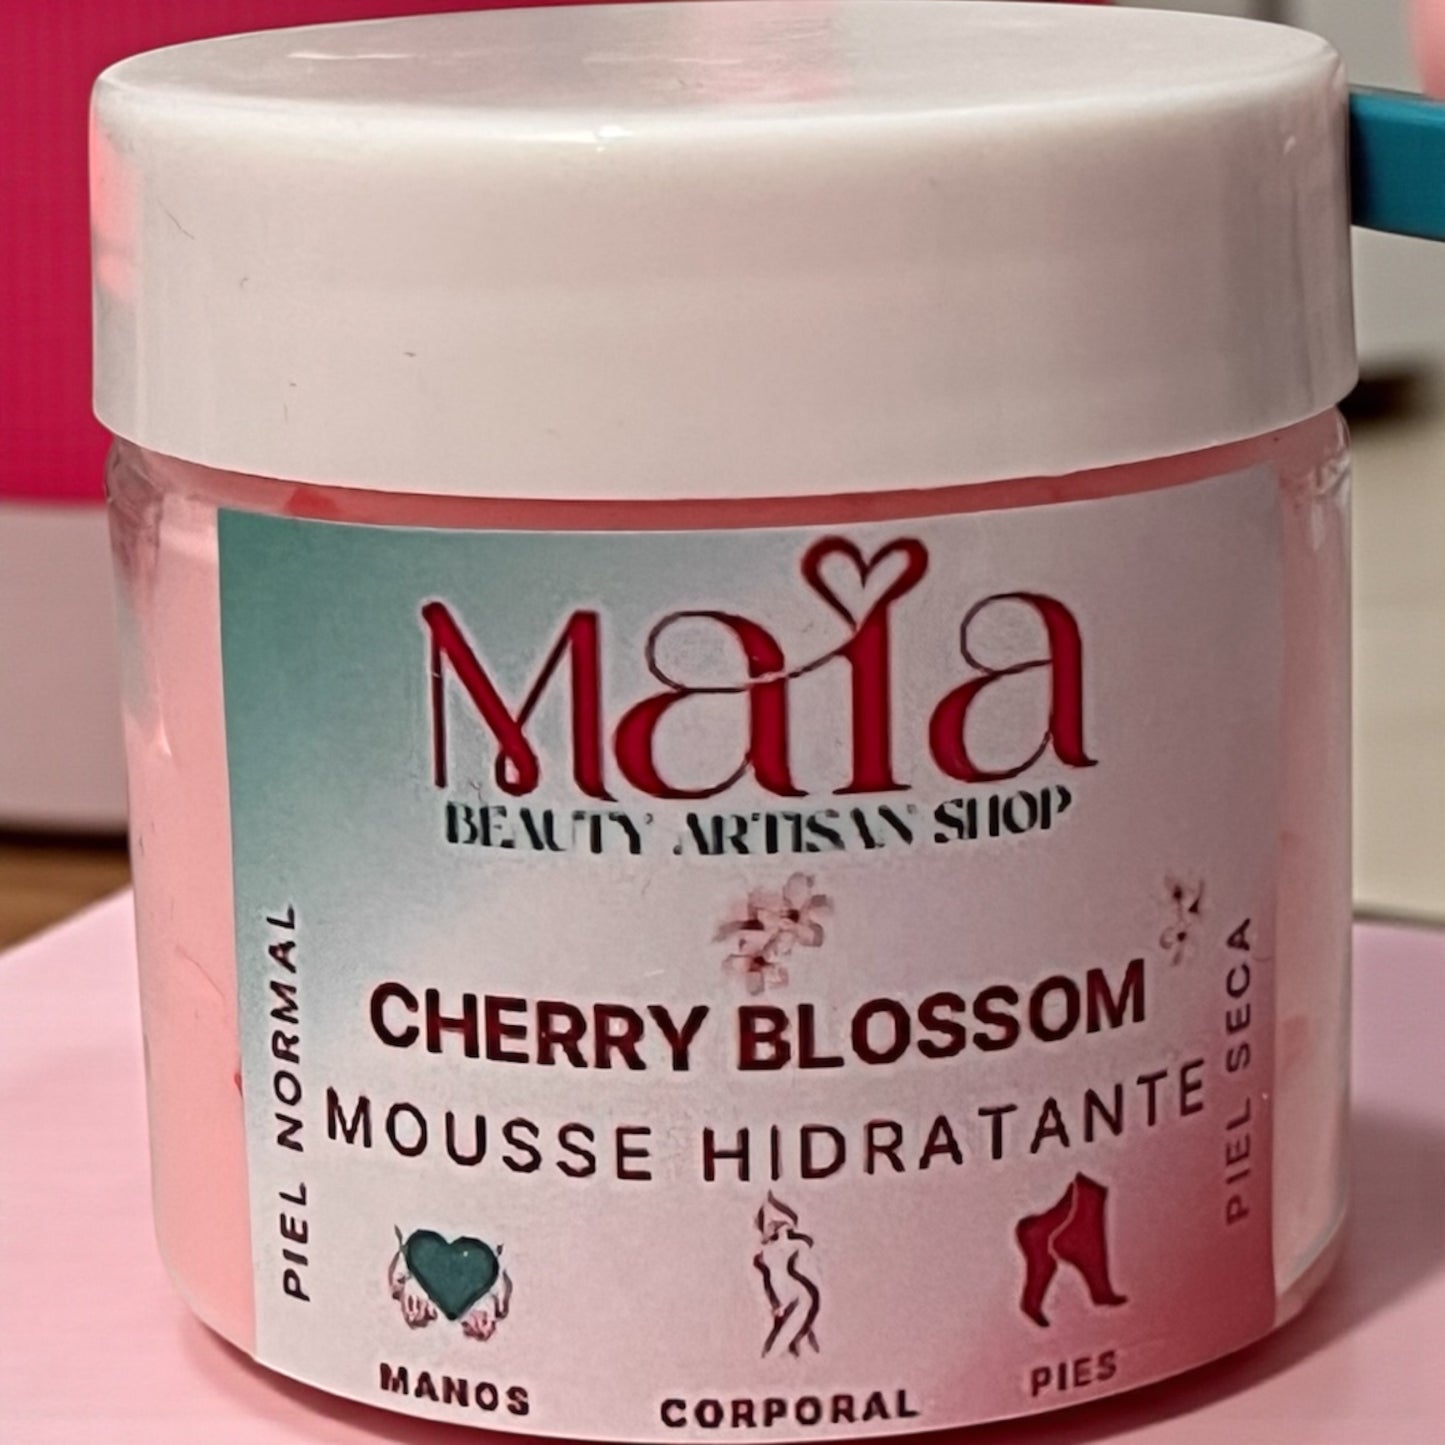 Maia
BEAUTY ARTISAN SHOP
CHERRY BLOSSOM
MOUSSE HIDRATANTE
PIEL NORMAL
PIEL SECA
MANOS
CORPORAL
PIES